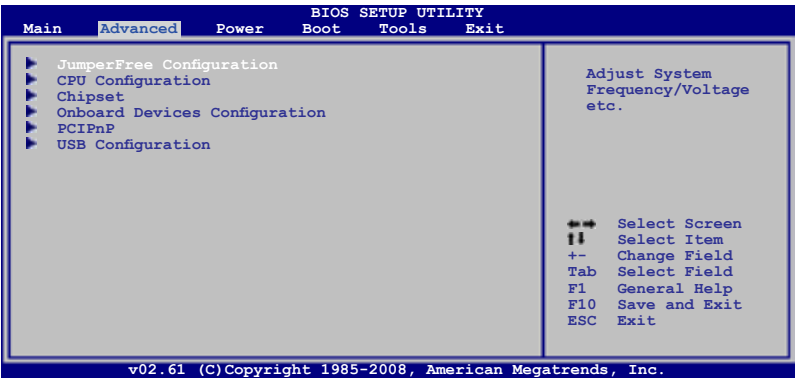 BIOS SETUP UTILITY
Main Advanced Power Boot Tools Exit
JumperFree Configuration
CPU Configuration
Chipset
Onboard Devices Configuration
PCIPnP
USB Configuration
Adjust System
Frequency/Voltage
etc.
Select Screen
Select Item
+- Change Field
Tab Select Field
F1 General Help
F10 Save and Exit
ESC Exit
v02.61 (C)Copyright 1985-2008, American Megatrends, Inc.